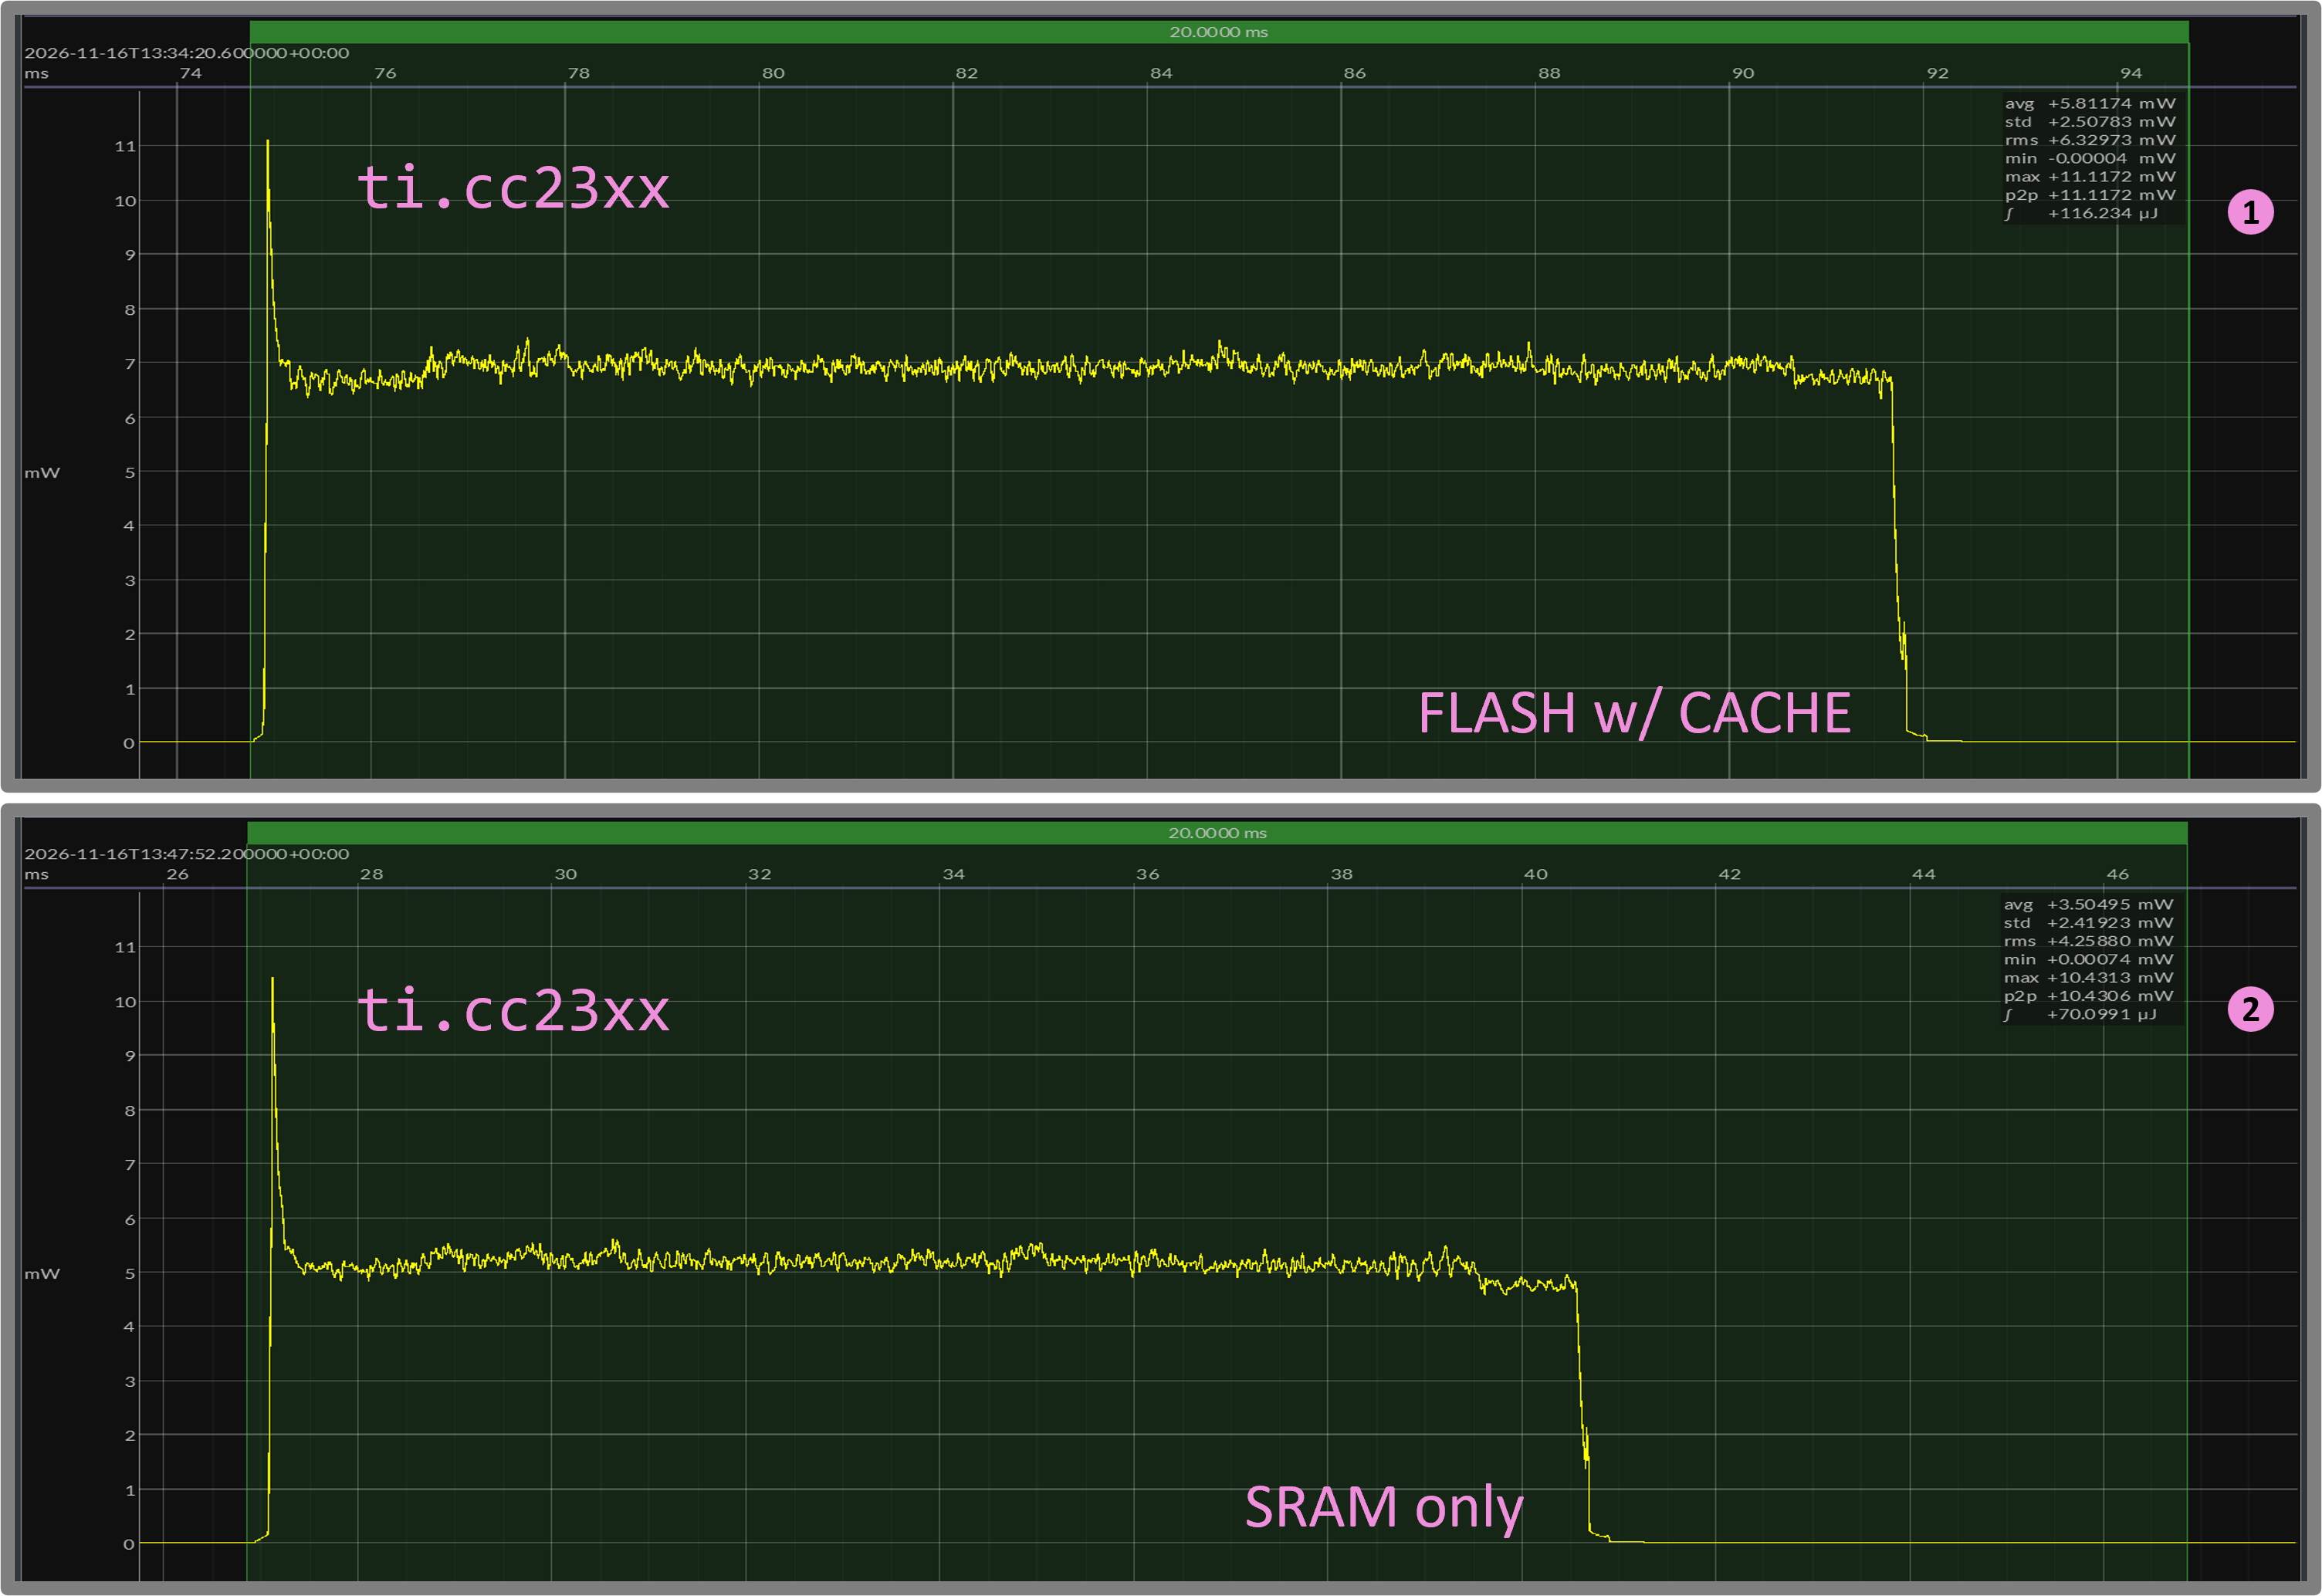 20.0000 ms
2026-11-16T13:34:20.600000+00:00
ms 74 76 78 80 82 84 86 88 90 92 94
avg +5.81174 mW
std +2.50783 mW
rms +6.32973 mW
min -0.00004 mW
max +11.1172 mW
p2p +11.1172 mW
∫ +116.234 µJ
1
ti.cc23xx
11
10
9
8
7
6
mW 5
4
3
2
1
0
FLASH w/ CACHE
20.0000 ms
2026-11-16T13:47:52.200000+00:00
ms 26 28 30 32 34 36 38 40 42 44 46
avg +3.50495 mW
std +2.41923 mW
rms +4.25880 mW
min +0.00074 mW
max +10.4313 mW
p2p +10.4306 mW
∫ +70.0991 µJ
2
ti.cc23xx
11
10
9
8
7
6
mW 5
4
3
2
1
0
SRAM only